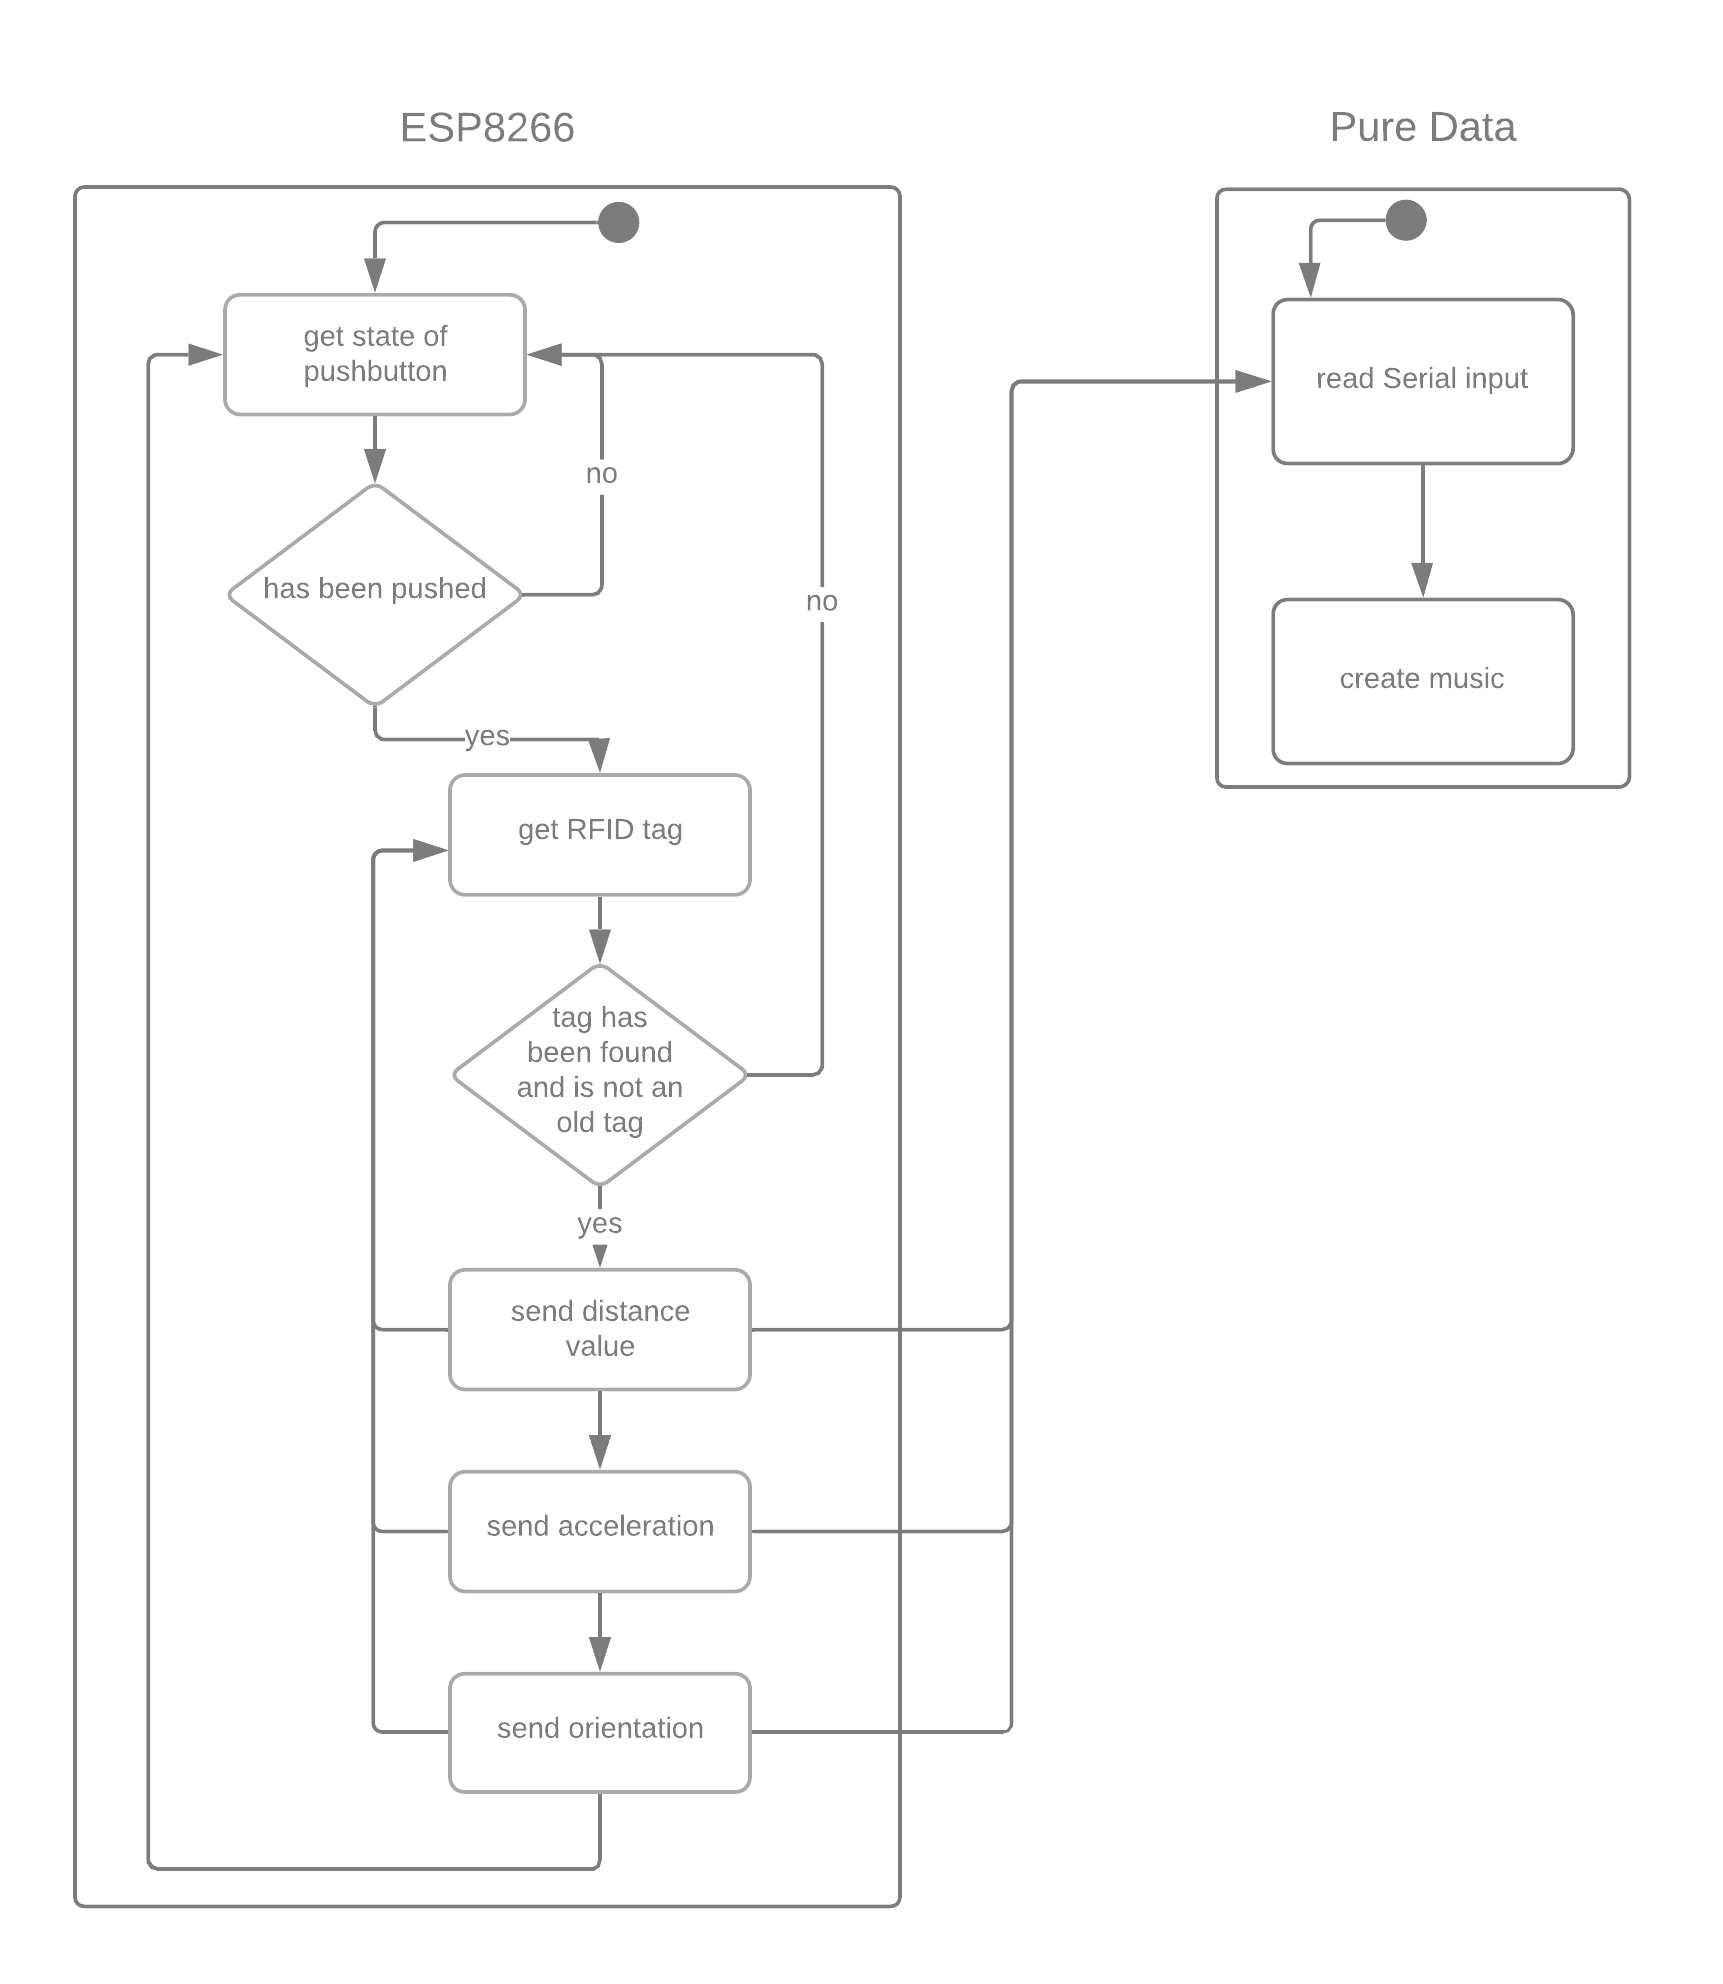 ESP8266
Pure Data
get state of
pushbutton
read Serial input
no
has been pushed
no
create music
yes
get RFID tag
tag has
been found
and is not an
old tag
yes
send distance
value
send acceleration
send orientation